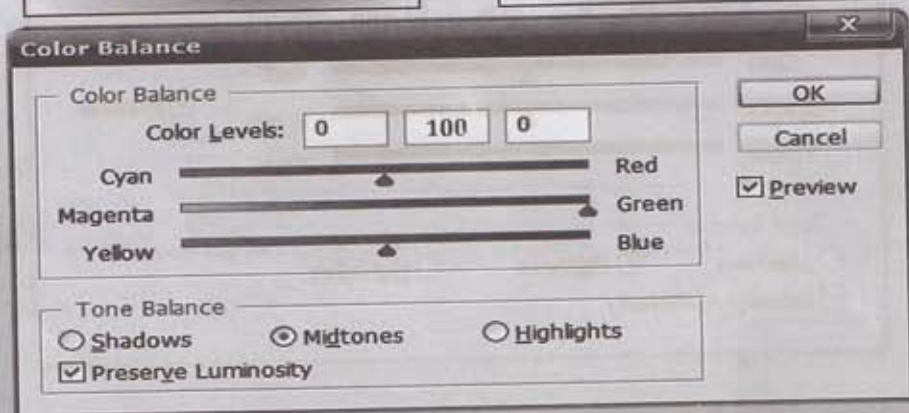 Color Balance
Color Balance
Color Levels: 0 100 0
Cyan Red
Magenta Green
Yellow Blue
OK
Cancel
Preview
Tone Balance
Shadows Midtones Highlights
Preserve Luminosity